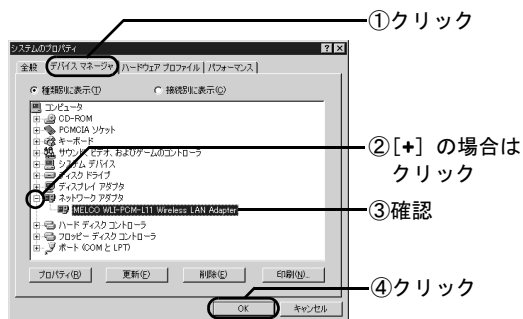 ①クリック
システムのプロパティ
全般 デバイス マネージャ ハードウェア プロファイル パフォーマンス
種類別に表示(T) 接続別に表示(C)
コンピュータ
CD-ROM
PCMCIA ソケット
キーボード
サウンド、ビデオ、およびゲームのコントローラ
システム デバイス
ディスク ドライブ
ディスプレイ アダプタ
ネットワーク アダプタ
MELCO WLI-PCM-L11 Wireless LAN Adapter
ハード ディスク コントローラ
フロッピー ディスク コントローラ
ポート (COM と LPT)
②[+] の場合は
クリック
③確認
プロパティ(R) 更新(F) 削除(E) 印刷(N)...
④クリック
OK キャンセル